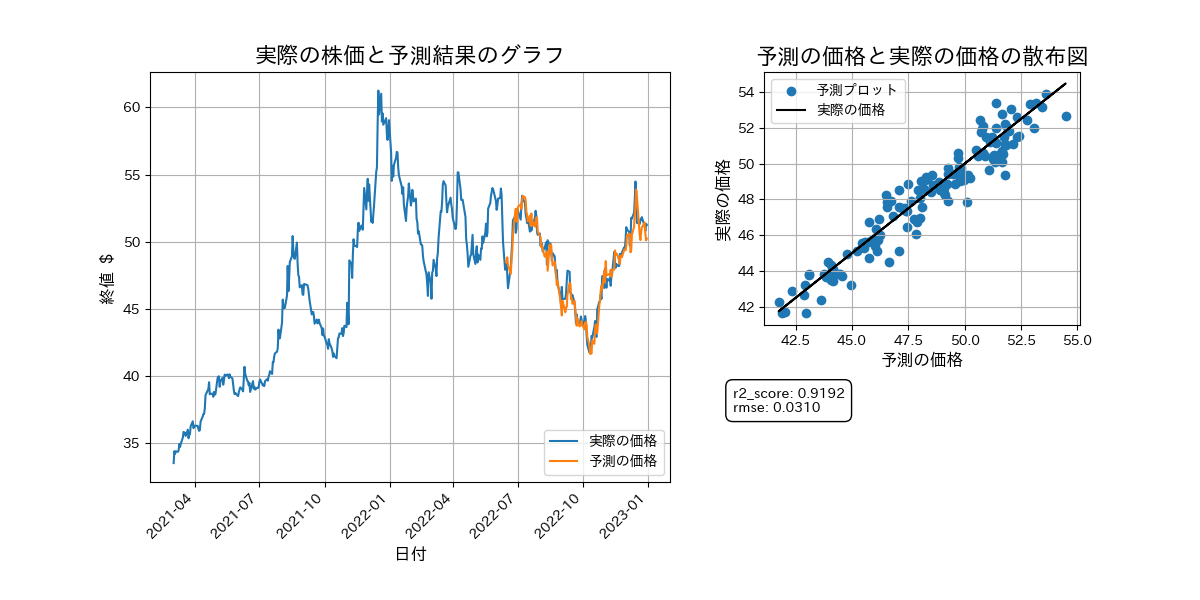 実際の株価と予測結果のグラフ
終値 $
60
55
50
45
40
35
実際の価格
予測の価格
2021-04
2021-07
2021-10
2022-01
2022-04
2022-07
2022-10
2023-01
日付
予測の価格と実際の価格の散布図
実際の価格
54
52
50
48
46
44
42
予測プロット
実際の価格
42.5
45.0
47.5
50.0
52.5
55.0
予測の価格
r2_score: 0.9192
rmse: 0.0310